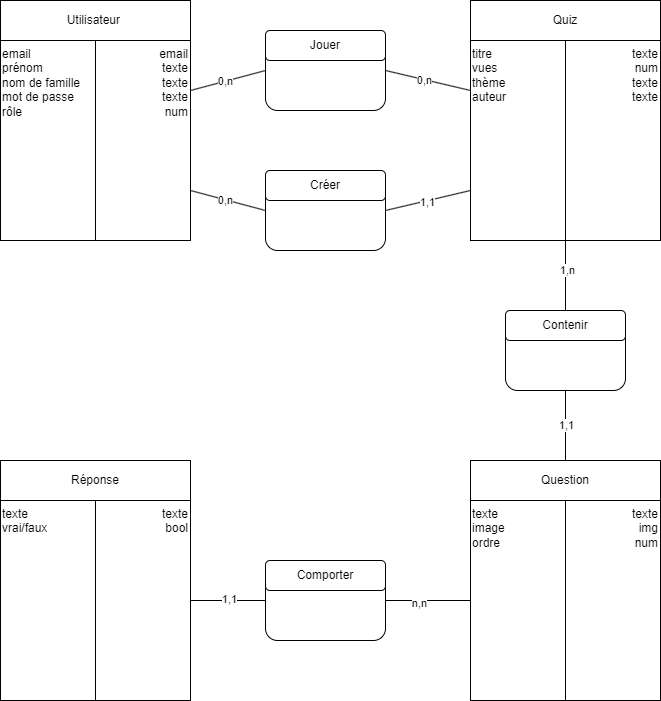 Utilisateur
email email
prénom texte
nom de famille texte
mot de passe texte
rôle num
0,n
Jouer
0,n
Quiz
titre texte
vues num
thème texte
auteur texte
0,n
Créer
1,1
1,n
Contenir
1,1
Réponse
texte texte
vrai/faux bool
1,1
Comporter
n,n
Question
texte texte
image img
ordre num